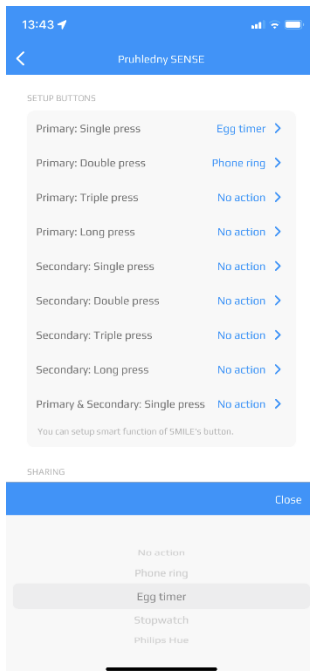 13:43
Pruhledny SENSE
SETUP BUTTONS
Primary: Single press Egg timer
Primary: Double press Phone ring
Primary: Triple press No action
Primary: Long press No action
Secondary: Single press No action
Secondary: Double press No action
Secondary: Triple press No action
Secondary: Long press No action
Primary & Secondary: Single press No action
You can setup smart function of SMILE's button.
SHARING
Close
No action
Phone ring
Egg timer
Stopwatch
Philips Hue